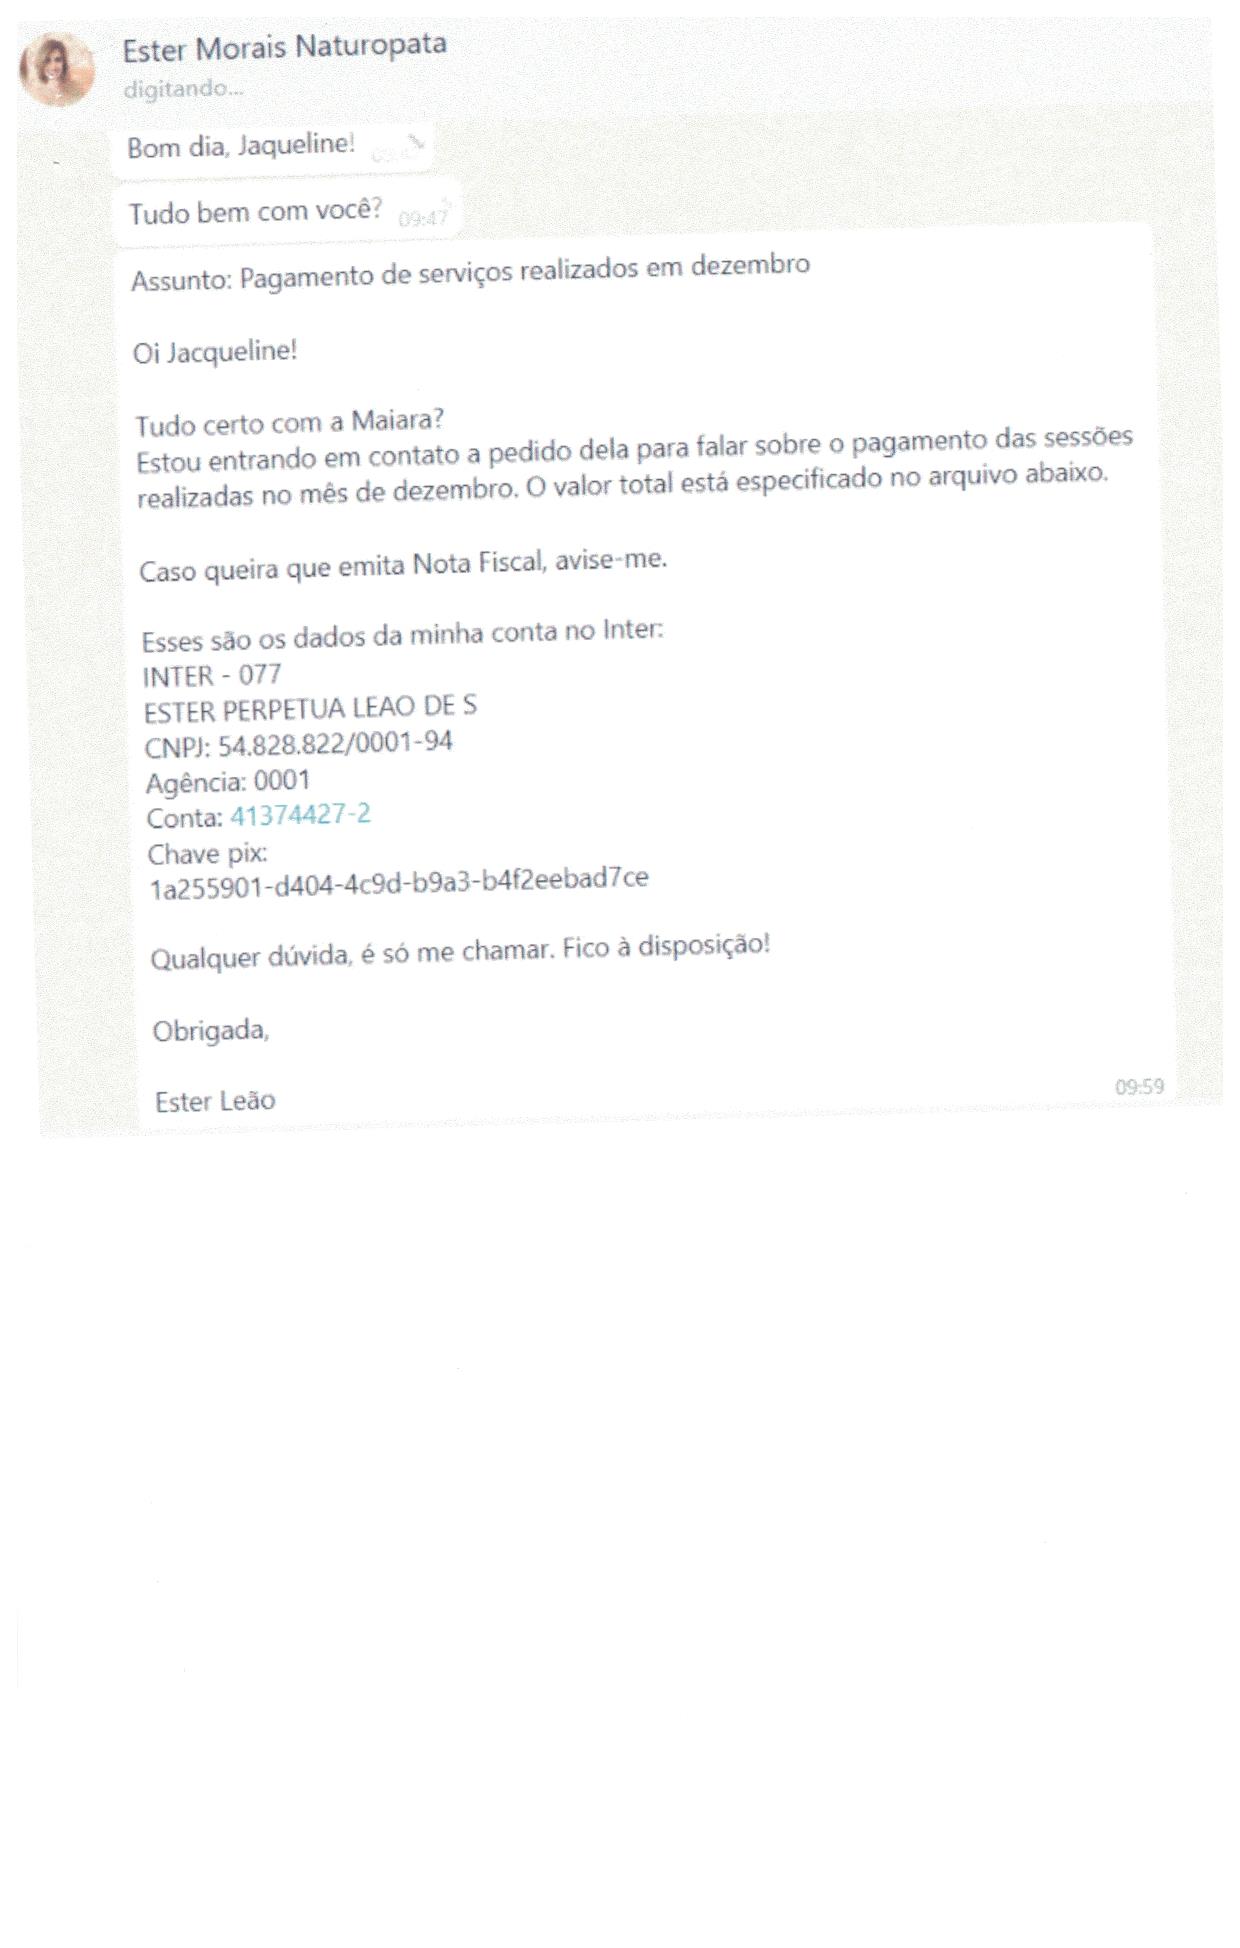 Ester Morais Naturopata
digitando...
Bom dia, Jaqueline!
Tudo bem com você? 09:47
Assunto: Pagamento de serviços realizados em dezembro
Oi Jacqueline!
Tudo certo com a Maiara?
Estou entrando em contato a pedido dela para falar sobre o pagamento das sessões
realizadas no mês de dezembro. O valor total está especificado no arquivo abaixo.
Caso queira que emita Nota Fiscal, avise-me.
Esses são os dados da minha conta no Inter:
INTER - 077
ESTER PERPETUA LEAO DE S
CNPJ: 54.828.822/0001-94
Agência: 0001
Conta: 41374427-2
Chave pix:
1a255901-d404-4c9d-b9a3-b4f2eebad7ce
Qualquer dúvida, é só me chamar. Fico à disposição!
Obrigada,
Ester Leão
09:59